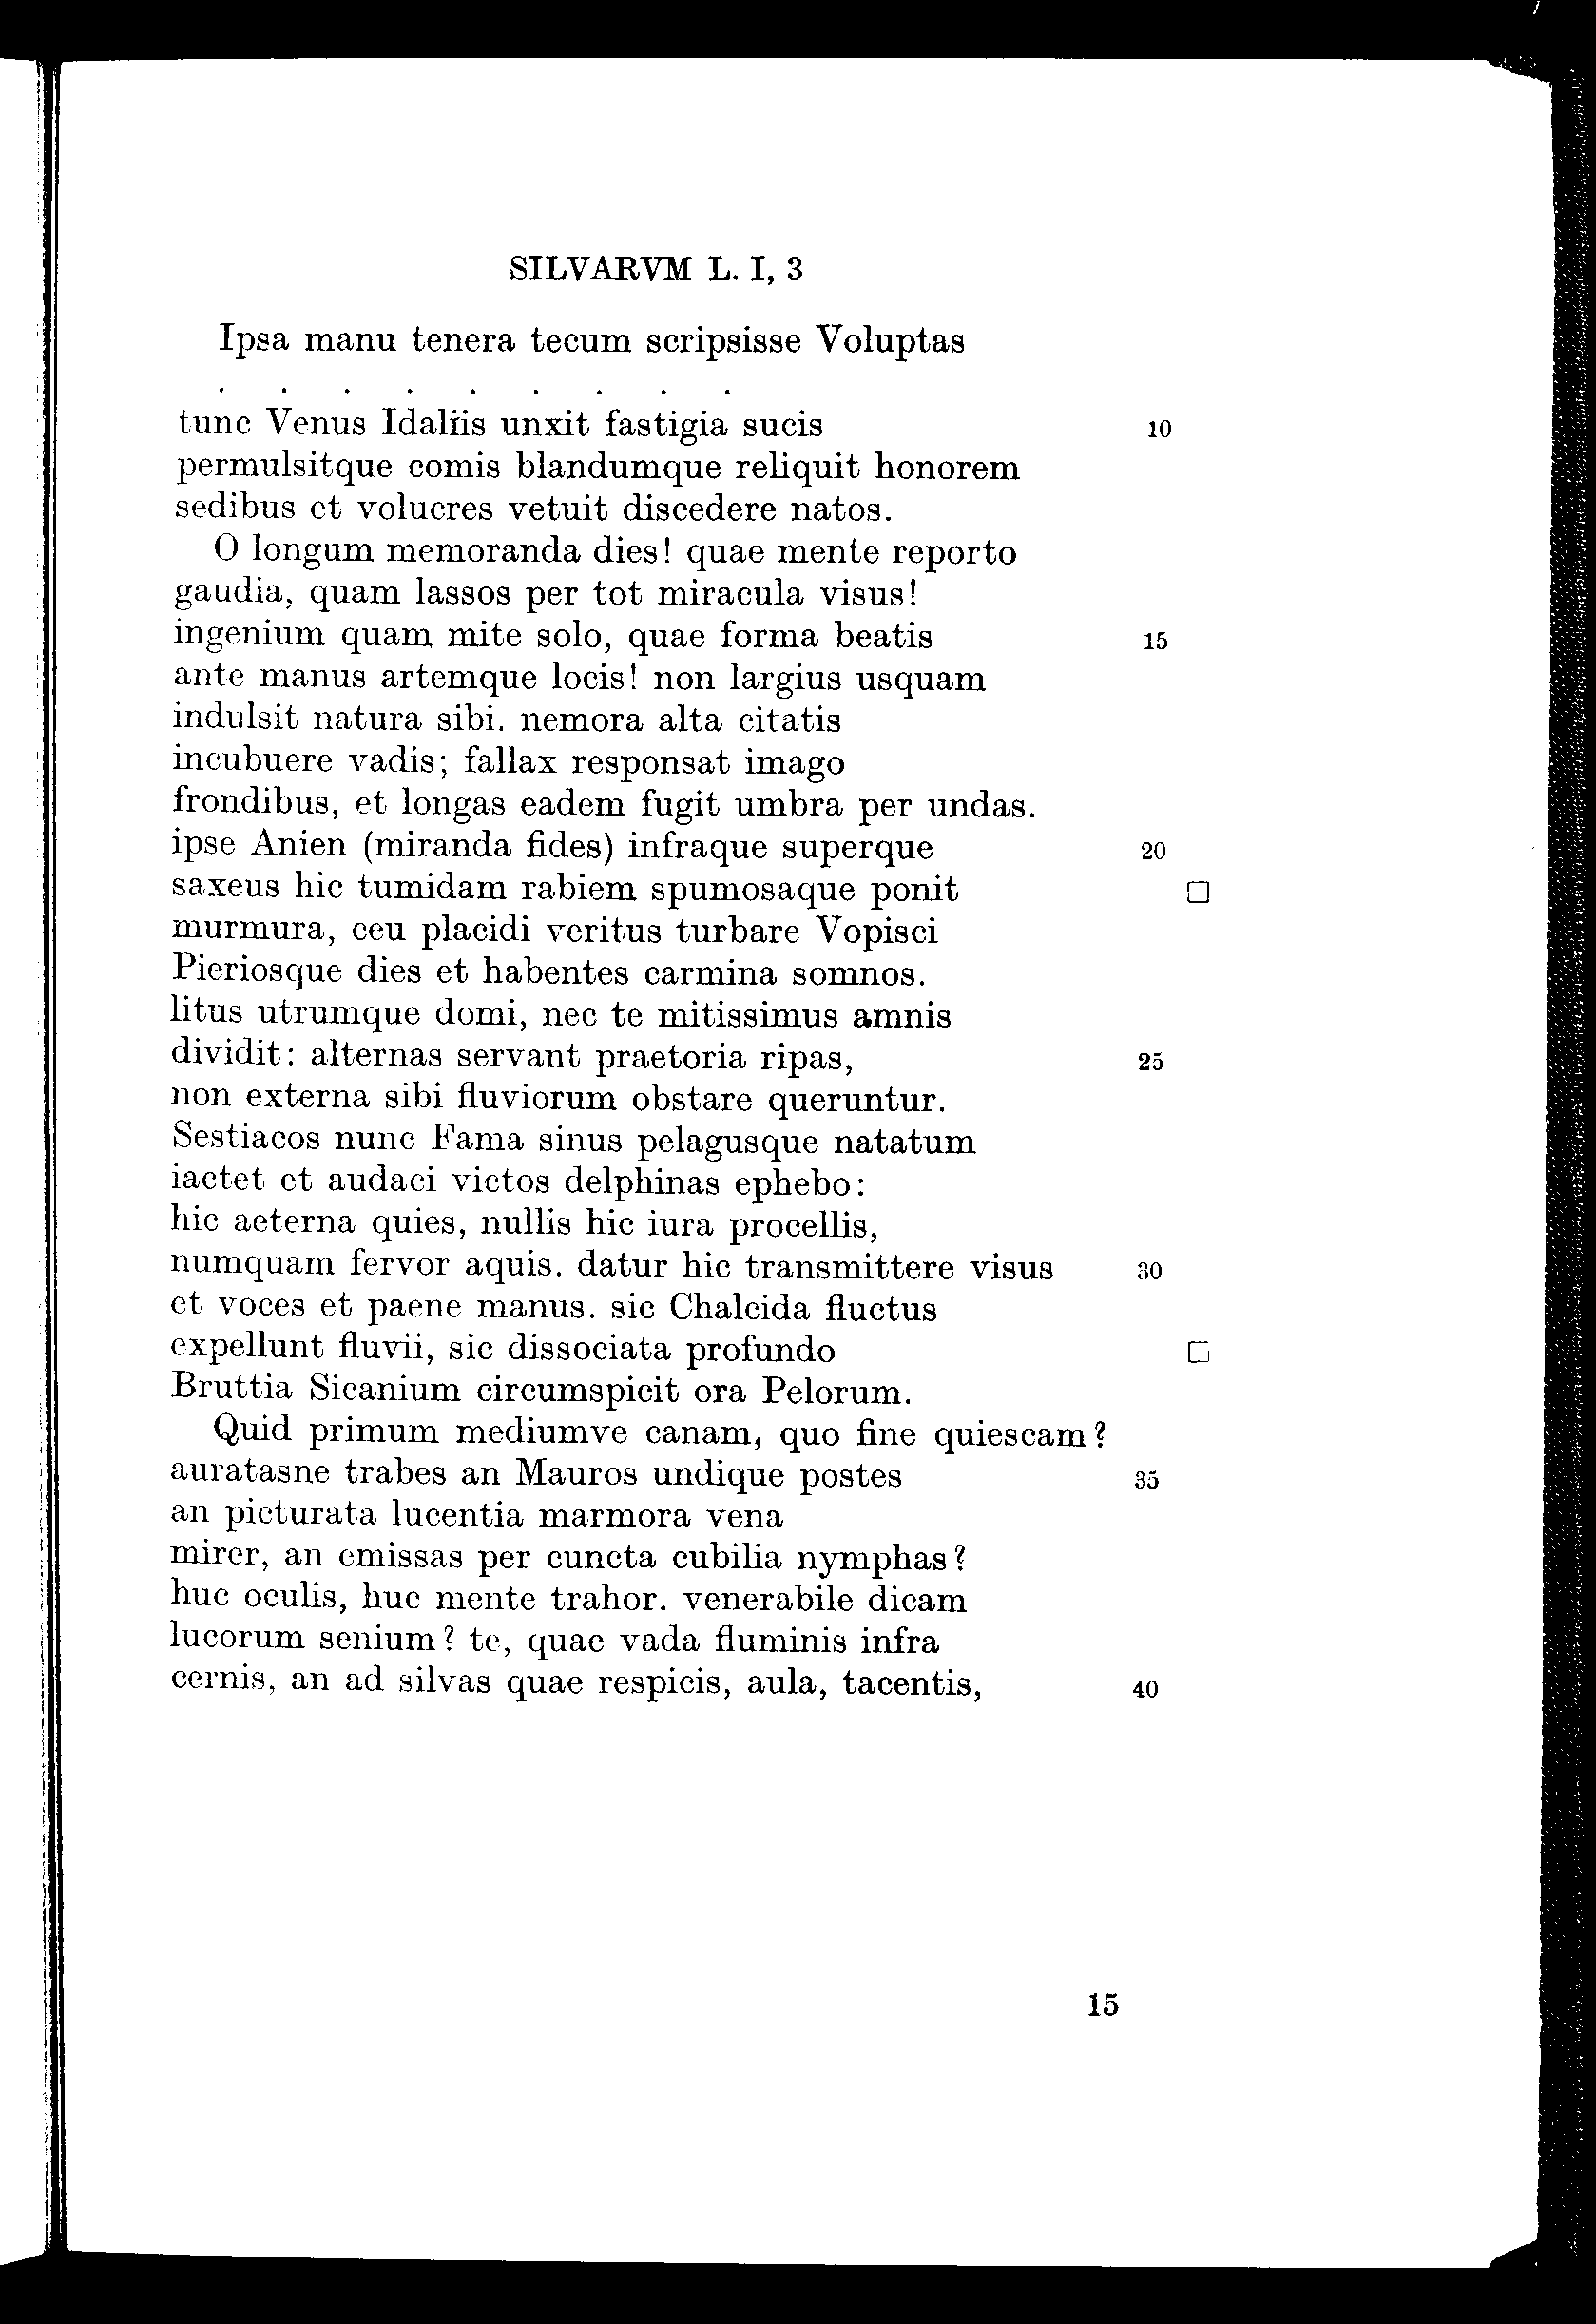 SILVARVM L. I, 3
Ipsa manu tenera tecum scripsisse Voluptas
. . . . . . . . .
tunc Venus Idaliis unxit fastigia sucis 10
permulsitque comis blandumque reliquit honorem
sedibus et volucres vetuit discedere natos.
O longum memoranda dies! quae mente reporto
gaudia, quam lassos per tot miracula visus!
ingenium quam mite solo, quae forma beatis 15
ante manus artemque locis! non largius usquam
indulsit natura sibi. nemora alta citatis
incubuere vadis; fallax responsat imago
frondibus, et longas eadem fugit umbra per undas.
ipse Anien (miranda fides) infraque superque 20
saxeus hic tumidam rabiem spumosaque ponit □
murmura, ceu placidi veritus turbare Vopisci
Pieriosque dies et habentes carmina somnos.
litus utrumque domi, nec te mitissimus amnis
dividit: alternas servant praetoria ripas, 25
non externa sibi fluviorum obstare queruntur.
Sestiacos nunc Fama sinus pelagusque natatum
iactet et audaci victos delphinas ephebo:
hic aeterna quies, nullis hic iura procellis,
numquam fervor aquis. datur hic transmittere visus 30
et voces et paene manus. sic Chalcida fluctus
expellunt fluvii, sic dissociata profundo □
Bruttia Sicanium circumspicit ora Pelorum.
Quid primum mediumve canam, quo fine quiescam?
auratasne trabes an Mauros undique postes 35
an picturata lucentia marmora vena
mirer, an emissas per cuncta cubilia nymphas?
huc oculis, huc mente trahor. venerabile dicam
lucorum senium? te, quae vada fluminis infra
cernis, an ad silvas quae respicis, aula, tacentis, 40
15